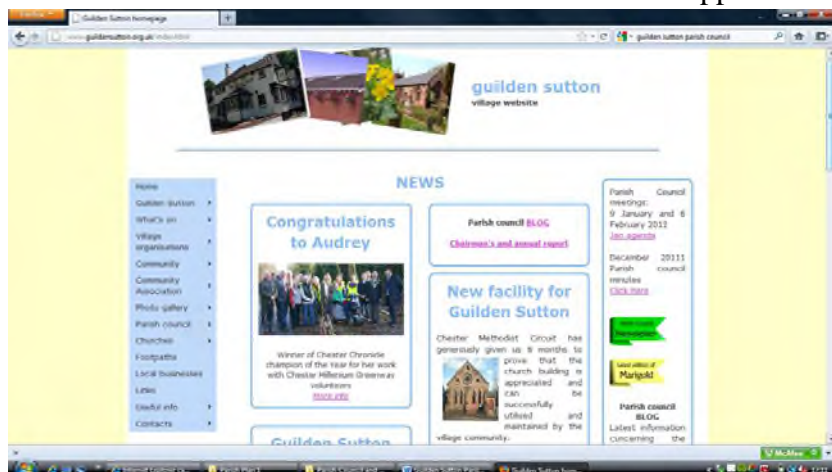 Guilden Sutton homepage
www.guildensutton.org.uk/index.html
guilden sutton parish council
guilden sutton
village website
NEWS
Home
Guilden Sutton
What's on
Village
organisations
Community
Community
Association
Photo gallery
Parish council
Churches
Footpaths
Local businesses
Links
Useful info
Contacts
Congratulations
to Audrey
Winner of Chester Chronicle
champion of the Year for her work
with Chester Millenium Greenway
volunteers
More info
Guilden Sutton
Parish council BLOG
Chairman's and annual report
New facility for
Guilden Sutton
Chester Methodist Circuit has
generously given us 6 months to
prove that the
church building is
appreciated and
can be
successfully
utilised and
maintained by the
village community.
Parish Council
meetings:
9 January and 6
February 2012
Jan agenda
December 20111
Parish council
minutes
Click here
Latest edition of
Marigold
Parish council
BLOG
Latest information
concerning the
McAfee